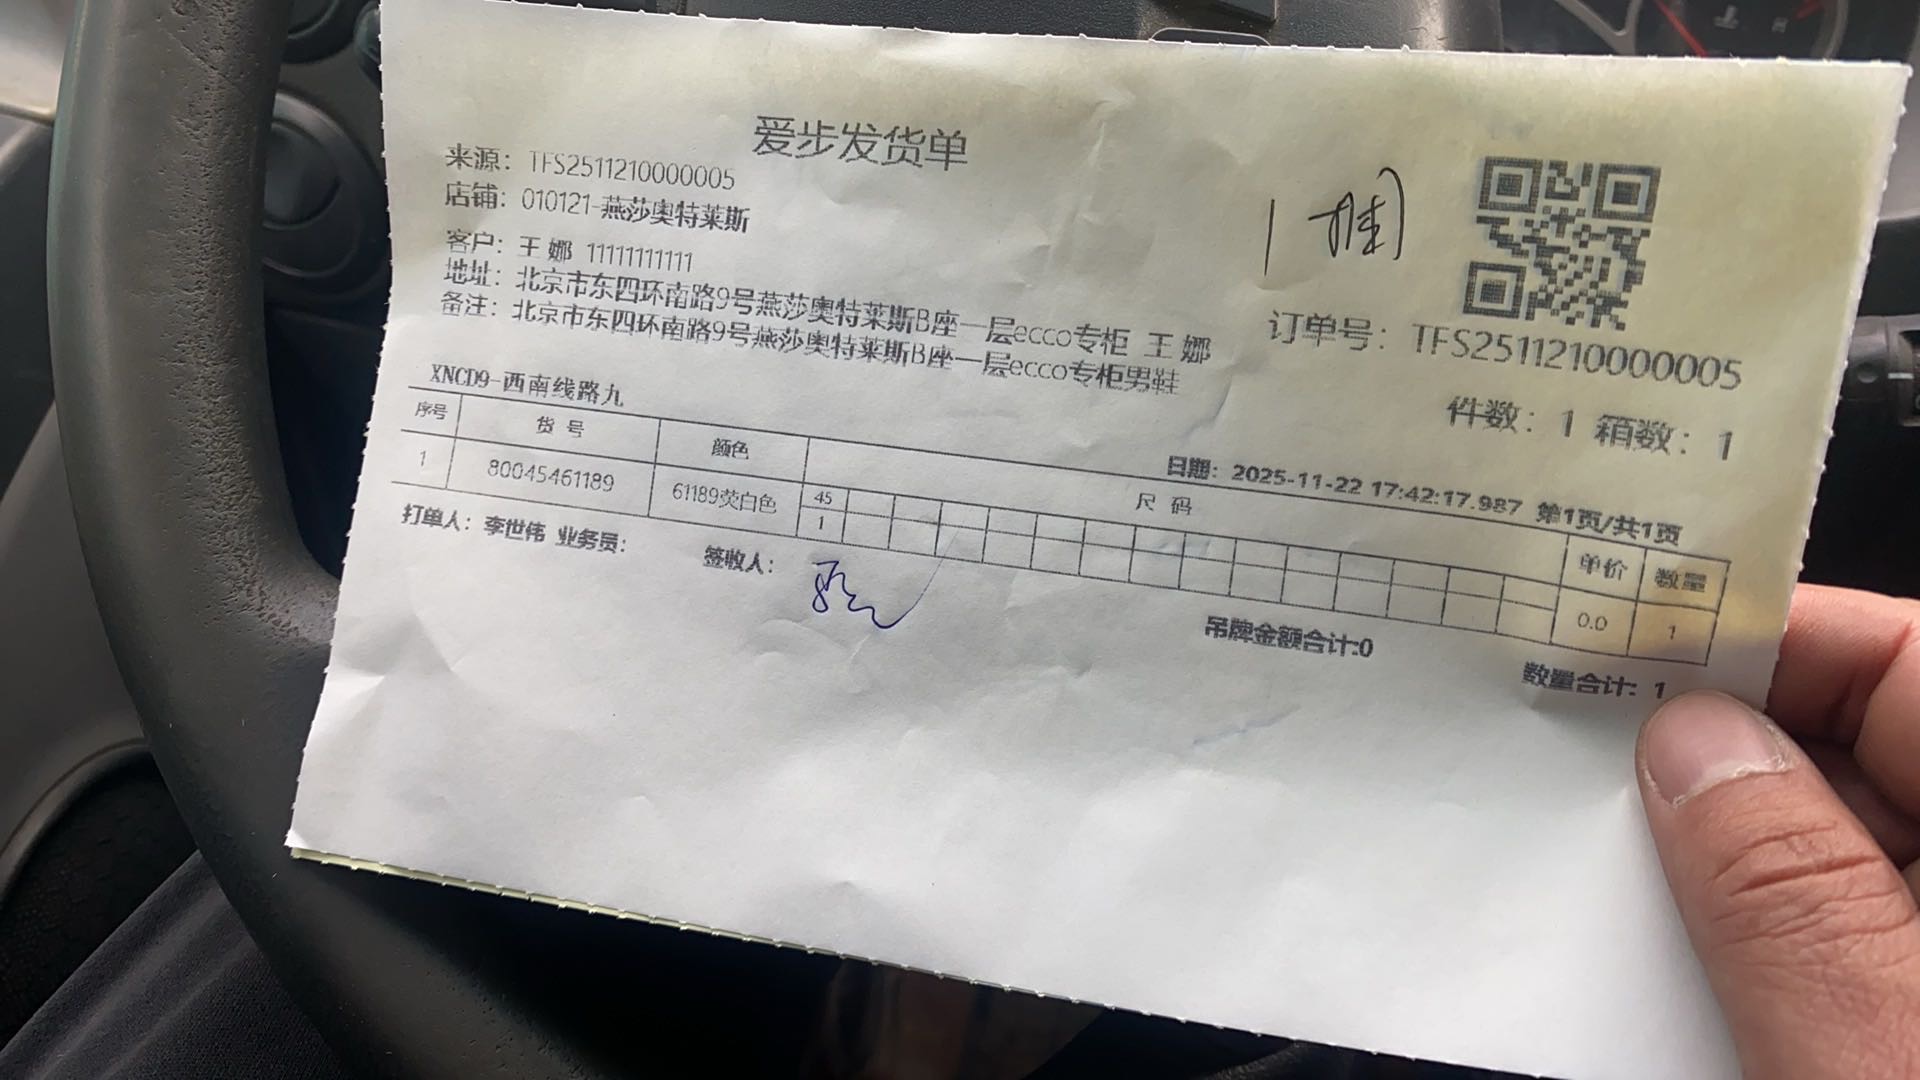 爱步发货单
来源: TFS2511210000005
店铺: 010121-燕莎奥特莱斯
客户: 王 娜 11111111111
地址: 北京市东四环南路9号燕莎奥特莱斯B座一层ecco专柜 王 娜
备注: 北京市东四环南路9号燕莎奥特莱斯B座一层ecco专柜男鞋
订单号: TFS2511210000005
件数: 1 箱数: 1
XNCD9-西南线路九
日期: 2025-11-22 17:42:17.987 第1页/共1页
序号 货 号 颜色 尺 码 单价 数量
1 80045461189 61189荧白色 45 0.0 1
1
打单人: 李世伟 业务员: 签收人:
吊牌金额合计:0
数量合计: 1